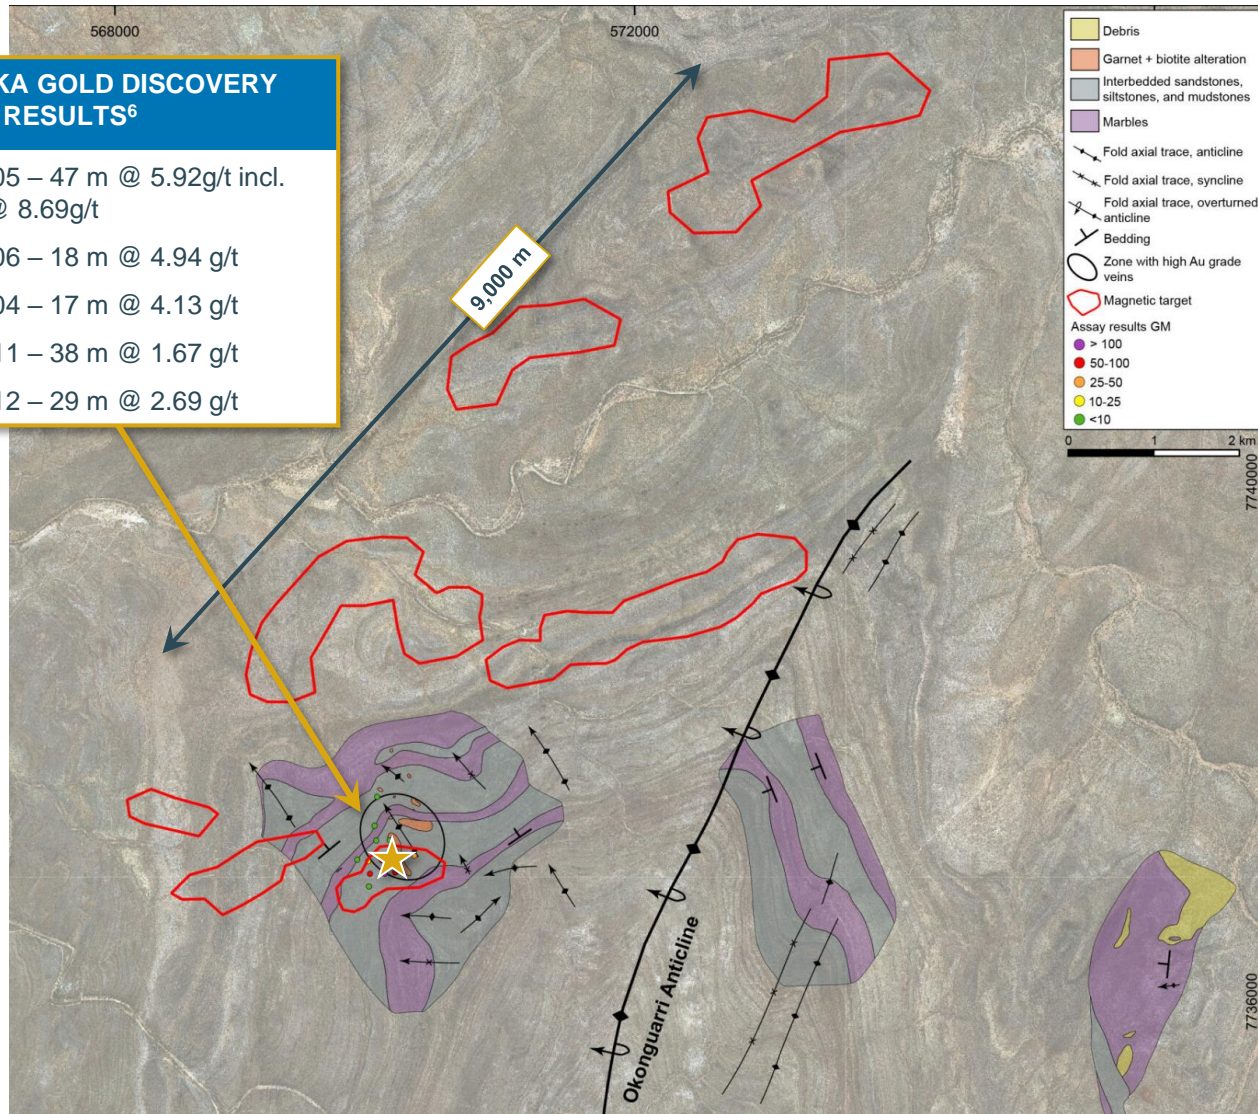 568000
572000
KA GOLD DISCOVERY
RESULTS⁶
05 – 47 m @ 5.92g/t incl.
@ 8.69g/t
06 – 18 m @ 4.94 g/t
04 – 17 m @ 4.13 g/t
11 – 38 m @ 1.67 g/t
12 – 29 m @ 2.69 g/t
9,000 m
Debris
Garnet + biotite alteration
Interbedded sandstones,
siltstones, and mudstones
Marbles
Fold axial trace, anticline
Fold axial trace, syncline
Fold axial trace, overturned
anticline
Bedding
Zone with high Au grade
veins
Magnetic target
Assay results GM
> 100
50-100
25-50
10-25
<10
0 1 2 km
7740000
7736000
Okonguarri Anticline